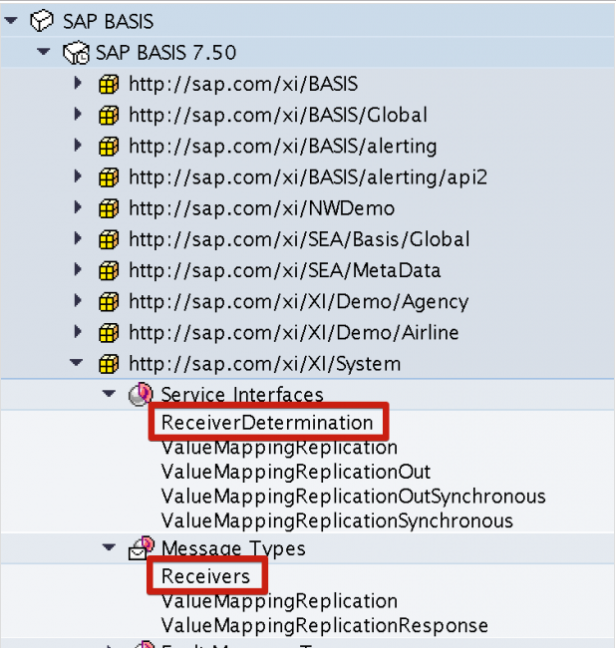 SAP BASIS
SAP BASIS 7.50
http://sap.com/xi/BASIS
http://sap.com/xi/BASIS/Global
http://sap.com/xi/BASIS/alerting
http://sap.com/xi/BASIS/alerting/api2
http://sap.com/xi/NWDemo
http://sap.com/xi/SEA/Basis/Global
http://sap.com/xi/SEA/MetaData
http://sap.com/xi/XI/Demo/Agency
http://sap.com/xi/XI/Demo/Airline
http://sap.com/xi/XI/System
Service Interfaces
ReceiverDetermination
ValueMappingReplication
ValueMappingReplicationOut
ValueMappingReplicationOutSynchronous
ValueMappingReplicationSynchronous
Message Types
Receivers
ValueMappingReplication
ValueMappingReplicationResponse